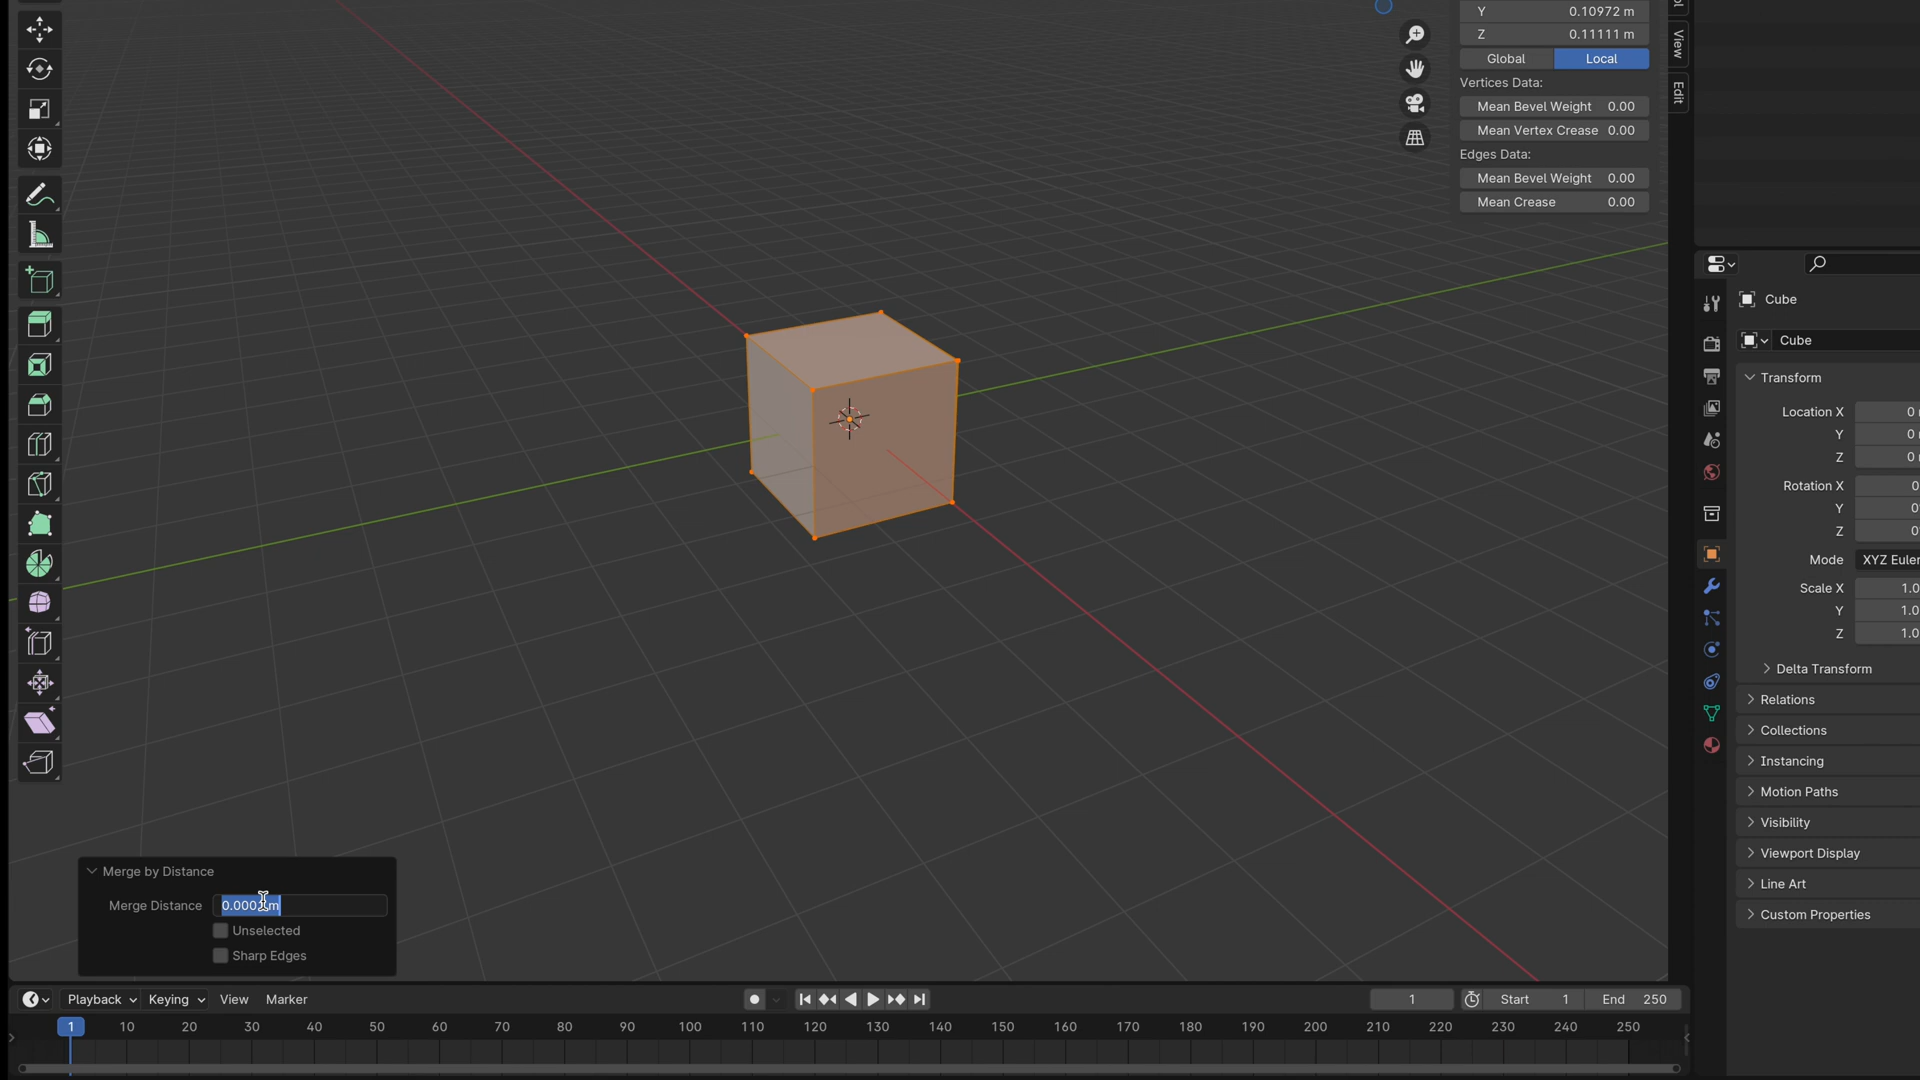 Y 0.10972 m
Z 0.11111 m
Global Local
Vertices Data:
Mean Bevel Weight 0.00
Mean Vertex Crease 0.00
Edges Data:
Mean Bevel Weight 0.00
Mean Crease 0.00
View
Edit
Cube
Cube
Transform
Location X 0
Y 0
Z 0
Rotation X 0
Y 0°
Z 0°
Mode XYZ Euler
Scale X 1.0
Y 1.0
Z 1.0
Delta Transform
Relations
Collections
Instancing
Motion Paths
Visibility
Viewport Display
Line Art
Custom Properties
Merge by Distance
Merge Distance
Unselected
Sharp Edges
Playback Keying View Marker 1 Start 1 End 250
1 10 20 30 40 50 60 70 80 90 100 110 120 130 140 150 160 170 180 190 200 210 220 230 240 250